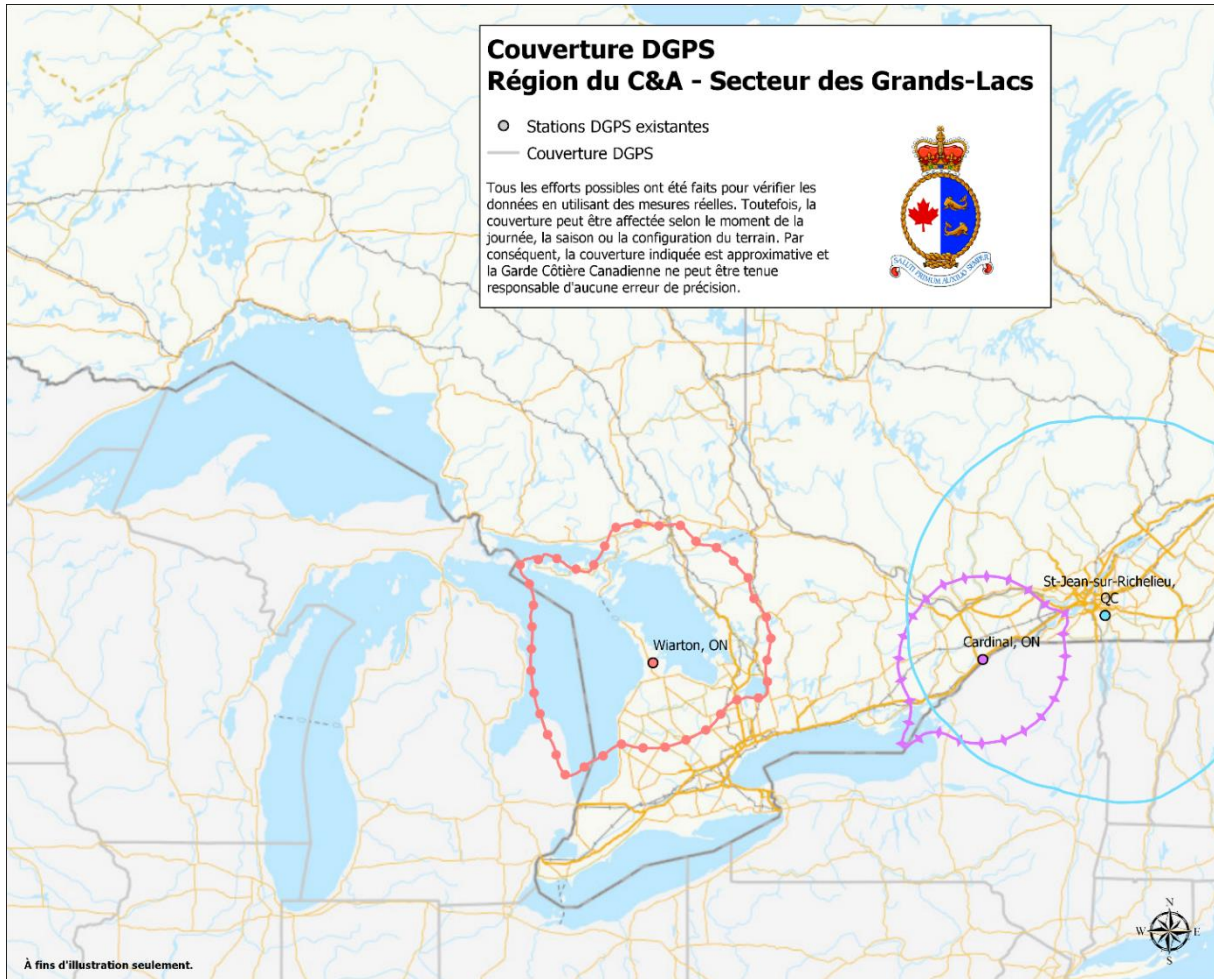 Couverture DGPS
Région du C&A - Secteur des Grands-Lacs
Stations DGPS existantes
Couverture DGPS
Tous les efforts possibles ont été faits pour vérifier les
données en utilisant des mesures réelles. Toutefois, la
couverture peut être affectée selon le moment de la
journée, la saison ou la configuration du terrain. Par
conséquent, la couverture indiquée est approximative et
la Garde Côtière Canadienne ne peut être tenue
responsable d'aucune erreur de précision.
SALUTI PRIMUM AUXILIO SEMPER
St-Jean-sur-Richelieu,
QC
Wiarton, ON
Cardinal, ON
N
W E
S
À fins d'illustration seulement.